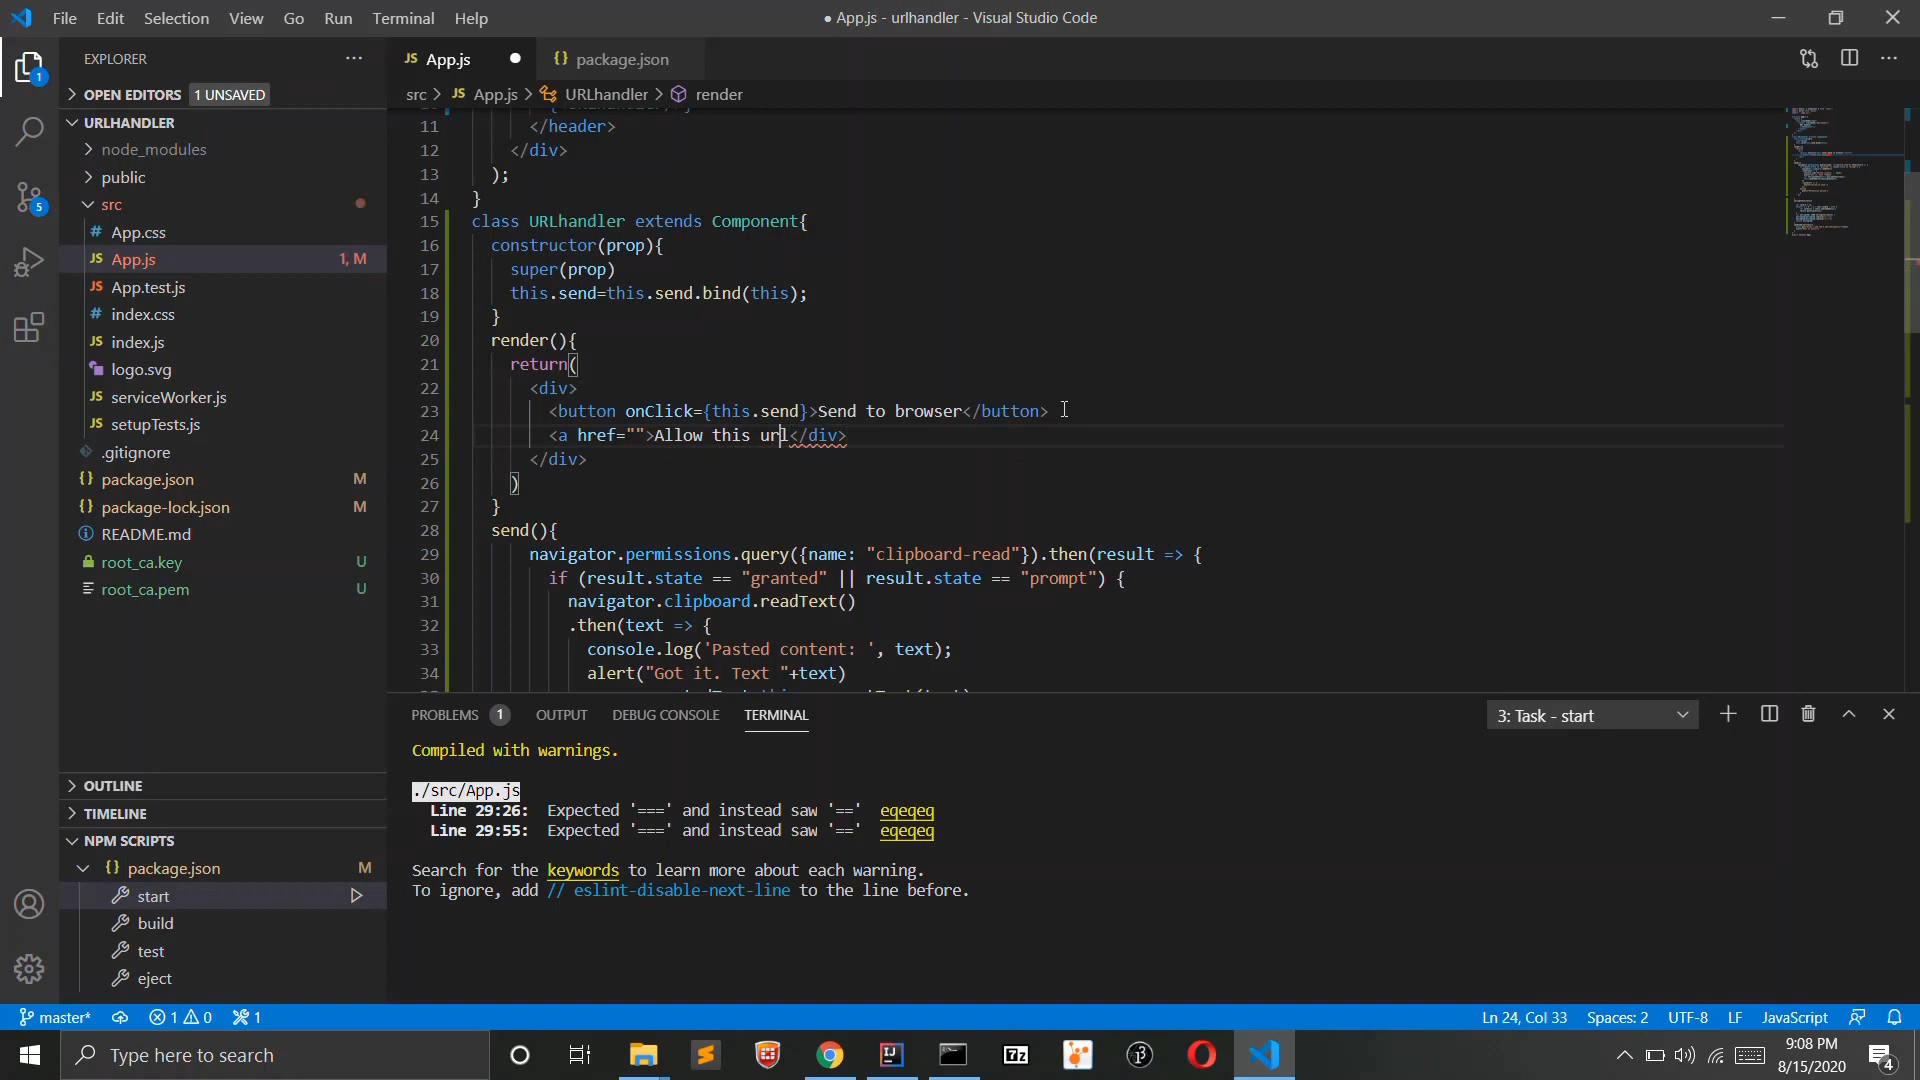 File Edit Selection View Go Run Terminal Help
● App.js - urlhandler - Visual Studio Code
EXPLORER
OPEN EDITORS 1 UNSAVED
URLHANDLER
node_modules
public
src
# App.css
JS App.js 1, M
JS App.test.js
# index.css
JS index.js
logo.svg
JS serviceWorker.js
JS setupTests.js
.gitignore
{} package.json M
{} package-lock.json M
README.md
root_ca.key U
root_ca.pem U
OUTLINE
TIMELINE
NPM SCRIPTS
{} package.json M
start
build
test
eject
1
5
JS App.js ●
{} package.json
src > JS App.js > URLhandler > render
11 </header>
12 </div>
13 );
14 }
15 class URLhandler extends Component{
16 constructor(prop){
17 super(prop)
18 this.send=this.send.bind(this);
19 }
20 render(){
21 return(
22 <div>
23 <button onClick={this.send}>Send to browser</button>
24 <a href="">Allow this url</div>
25 </div>
26 )
27 }
28 send(){
29 navigator.permissions.query({name: "clipboard-read"}).then(result => {
30 if (result.state == "granted" || result.state == "prompt") {
31 navigator.clipboard.readText()
32 .then(text => {
33 console.log('Pasted content: ', text);
34 alert("Got it. Text "+text)
PROBLEMS 1 OUTPUT DEBUG CONSOLE TERMINAL
3: Task - start
Compiled with warnings.
./src/App.js
Line 29:26: Expected '===' and instead saw '==' eqeqeq
Line 29:55: Expected '===' and instead saw '==' eqeqeq
Search for the keywords to learn more about each warning.
To ignore, add // eslint-disable-next-line to the line before.
master* 1 0 1
Ln 24, Col 33 Spaces: 2 UTF-8 LF JavaScript
Type here to search
7z
9:08 PM
8/15/2020
4